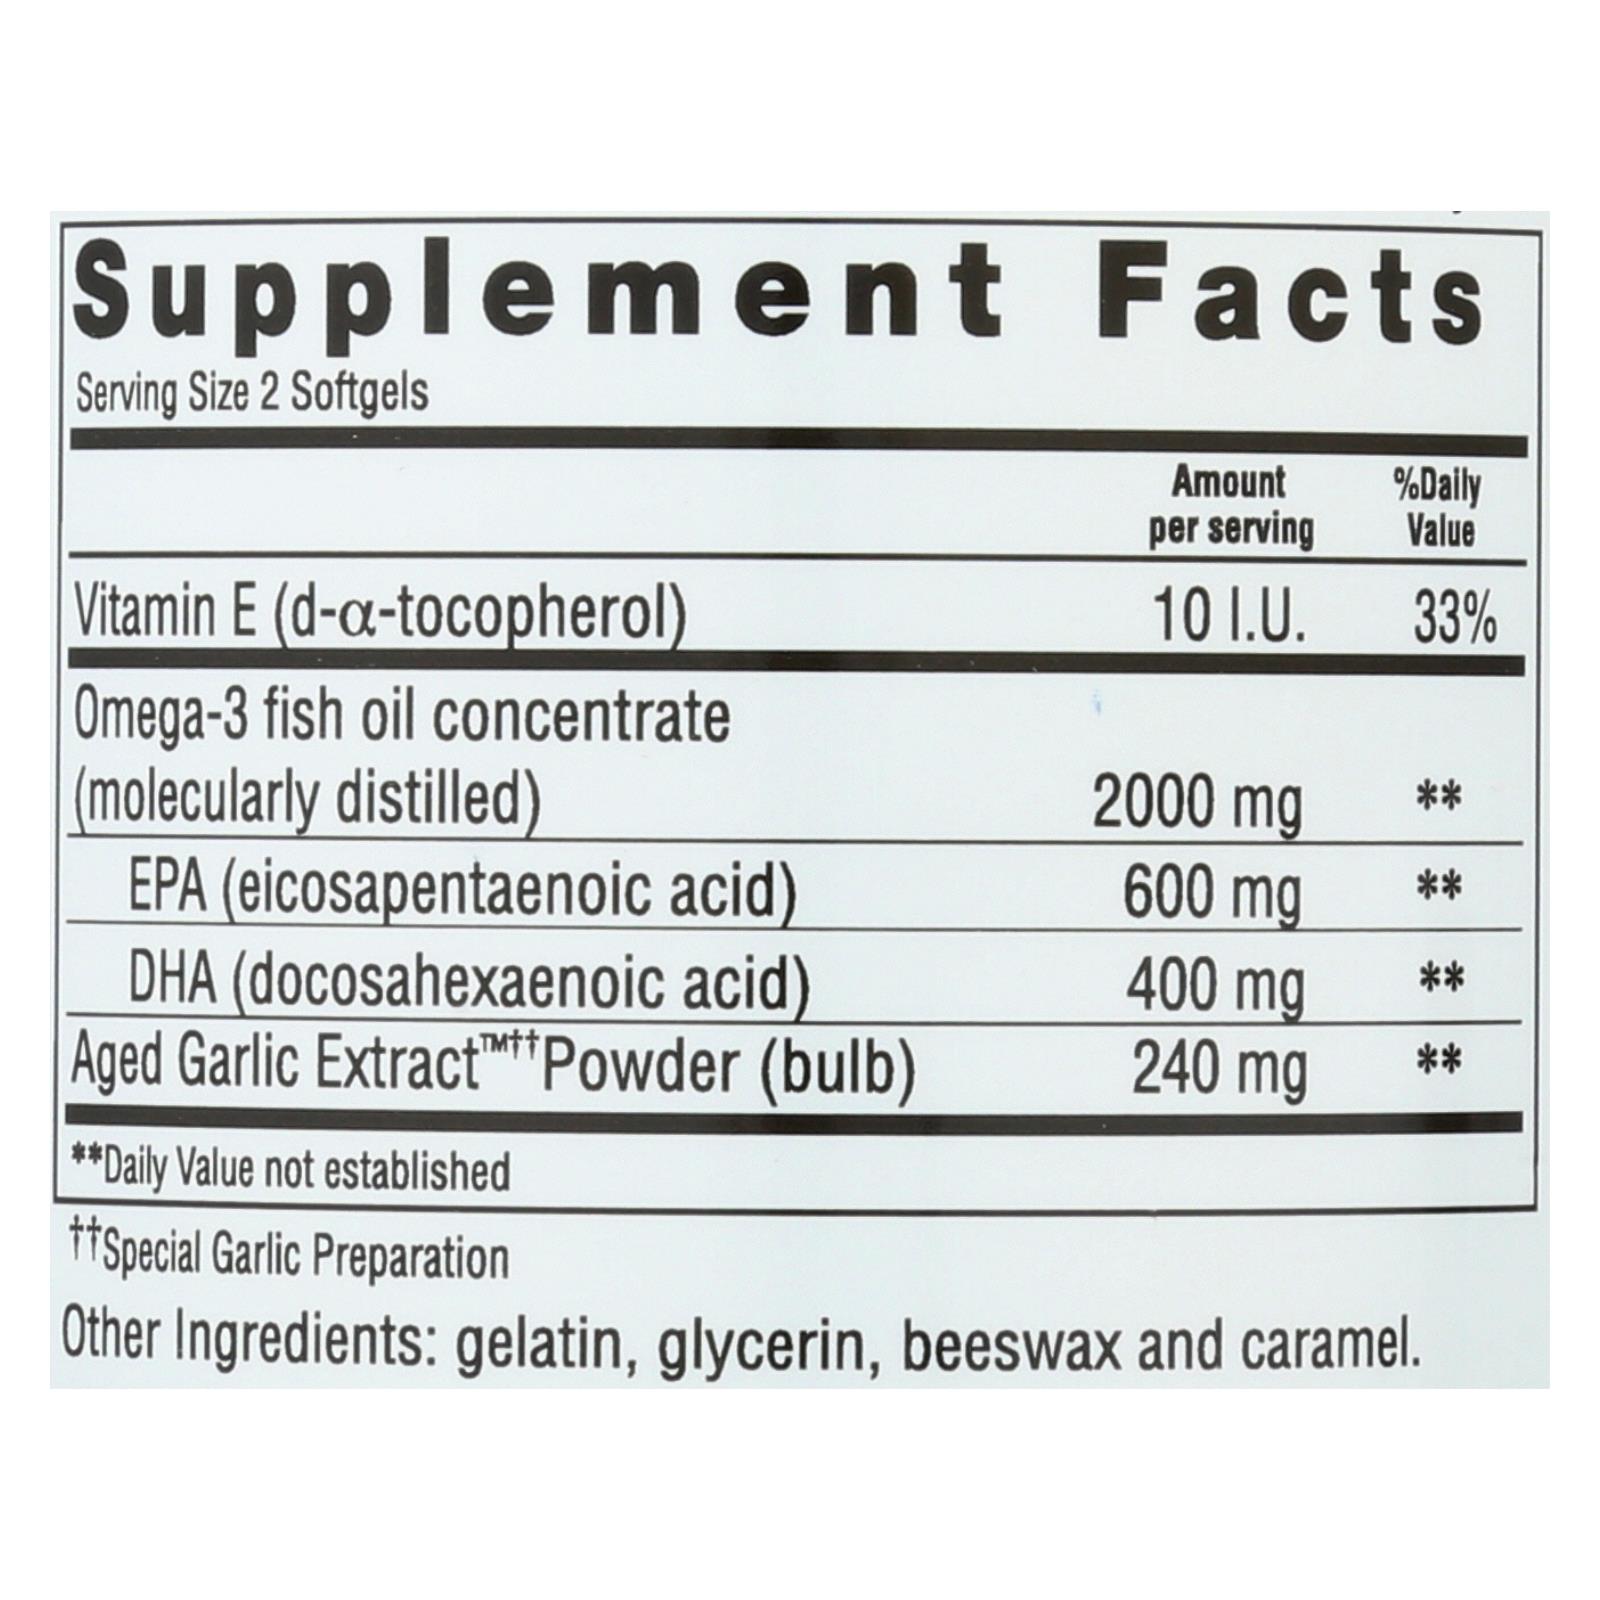 Supplement Facts
Serving Size 2 Softgels
Amount per serving %Daily Value
Vitamin E (d-α-tocopherol) 10 I.U. 33%
Omega-3 fish oil concentrate
(molecularly distilled) 2000 mg **
EPA (eicosapentaenoic acid) 600 mg **
DHA (docosahexaenoic acid) 400 mg **
Aged Garlic Extract™††Powder (bulb) 240 mg **
**Daily Value not established
††Special Garlic Preparation
Other Ingredients: gelatin, glycerin, beeswax and caramel.